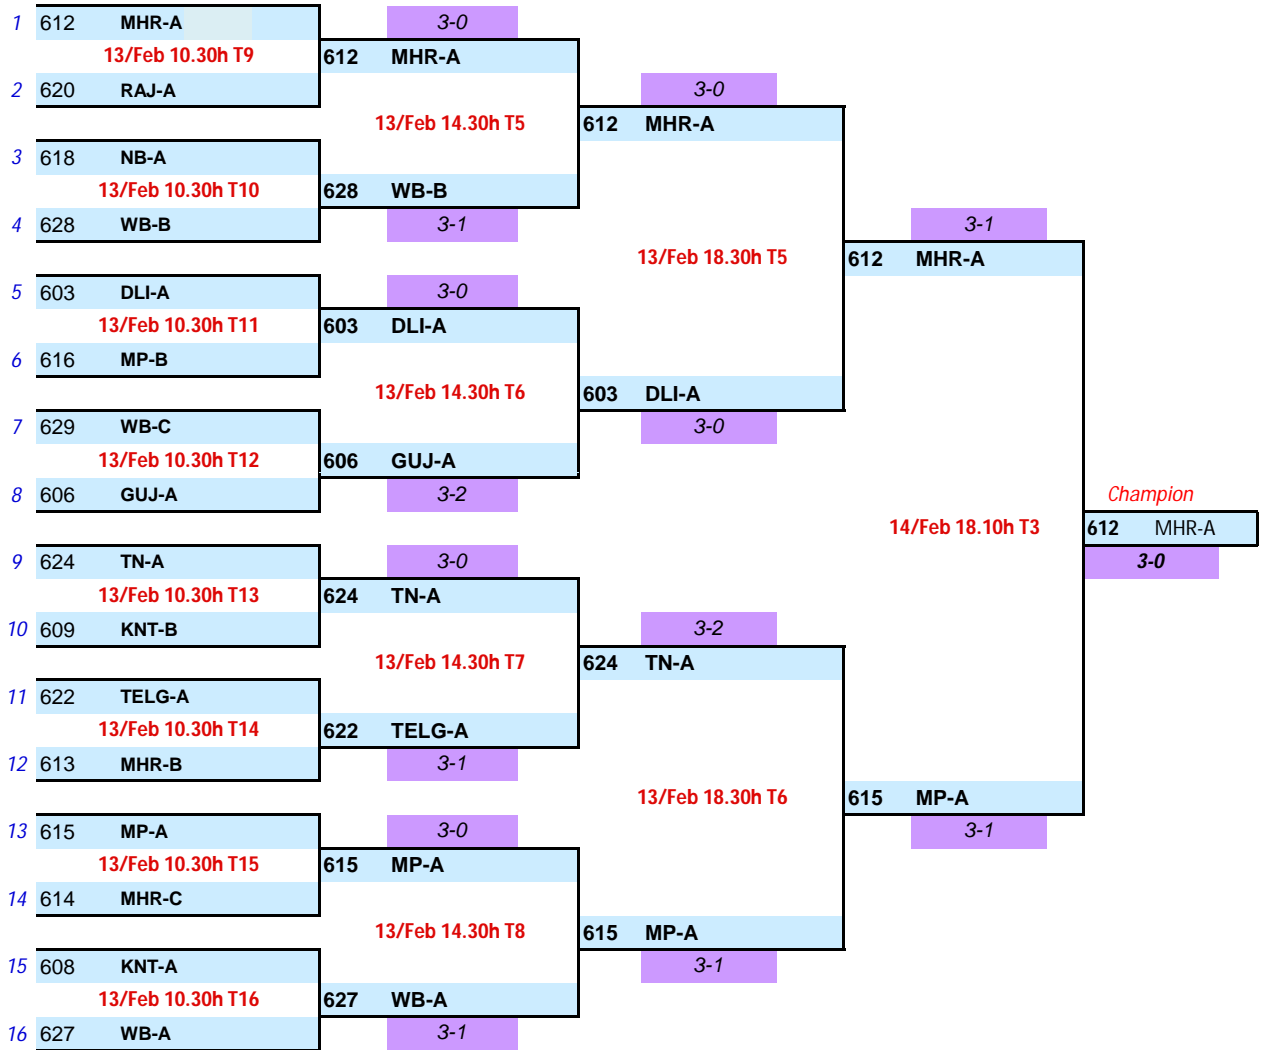 1 612 MHR-A 3-0
13/Feb 10.30h T9 612 MHR-A
2 620 RAJ-A 3-0
13/Feb 14.30h T5 612 MHR-A
3 618 NB-A
13/Feb 10.30h T10 628 WB-B
4 628 WB-B 3-1 3-1
13/Feb 18.30h T5 612 MHR-A
5 603 DLI-A 3-0
13/Feb 10.30h T11 603 DLI-A
6 616 MP-B
13/Feb 14.30h T6 603 DLI-A
7 629 WB-C 3-0
13/Feb 10.30h T12 606 GUJ-A
8 606 GUJ-A 3-2 Champion
14/Feb 18.10h T3 612 MHR-A
9 624 TN-A 3-0 3-0
13/Feb 10.30h T13 624 TN-A
10 609 KNT-B 3-2
13/Feb 14.30h T7 624 TN-A
11 622 TELG-A
13/Feb 10.30h T14 622 TELG-A
12 613 MHR-B 3-1
13/Feb 18.30h T6 615 MP-A
13 615 MP-A 3-0 3-1
13/Feb 10.30h T15 615 MP-A
14 614 MHR-C
13/Feb 14.30h T8 615 MP-A
15 608 KNT-A 3-1
13/Feb 10.30h T16 627 WB-A
16 627 WB-A 3-1